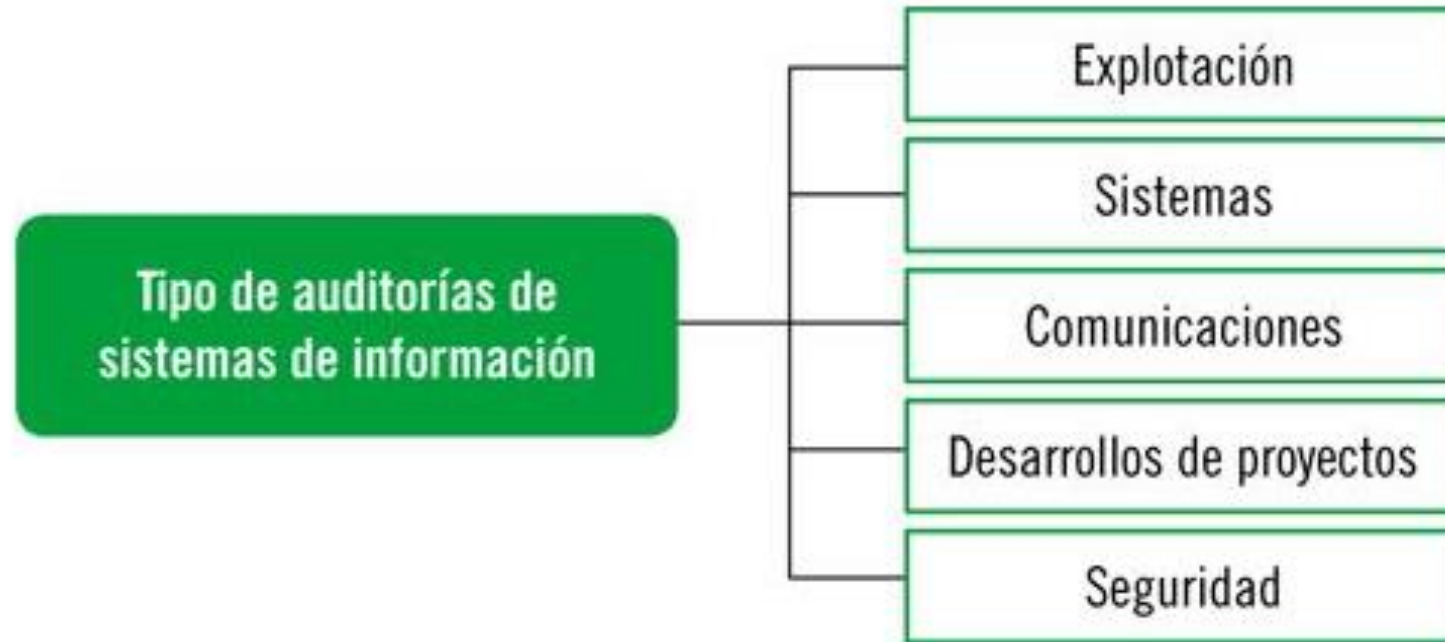 Tipo de auditorías de
sistemas de información
Explotación
Sistemas
Comunicaciones
Desarrollos de proyectos
Seguridad